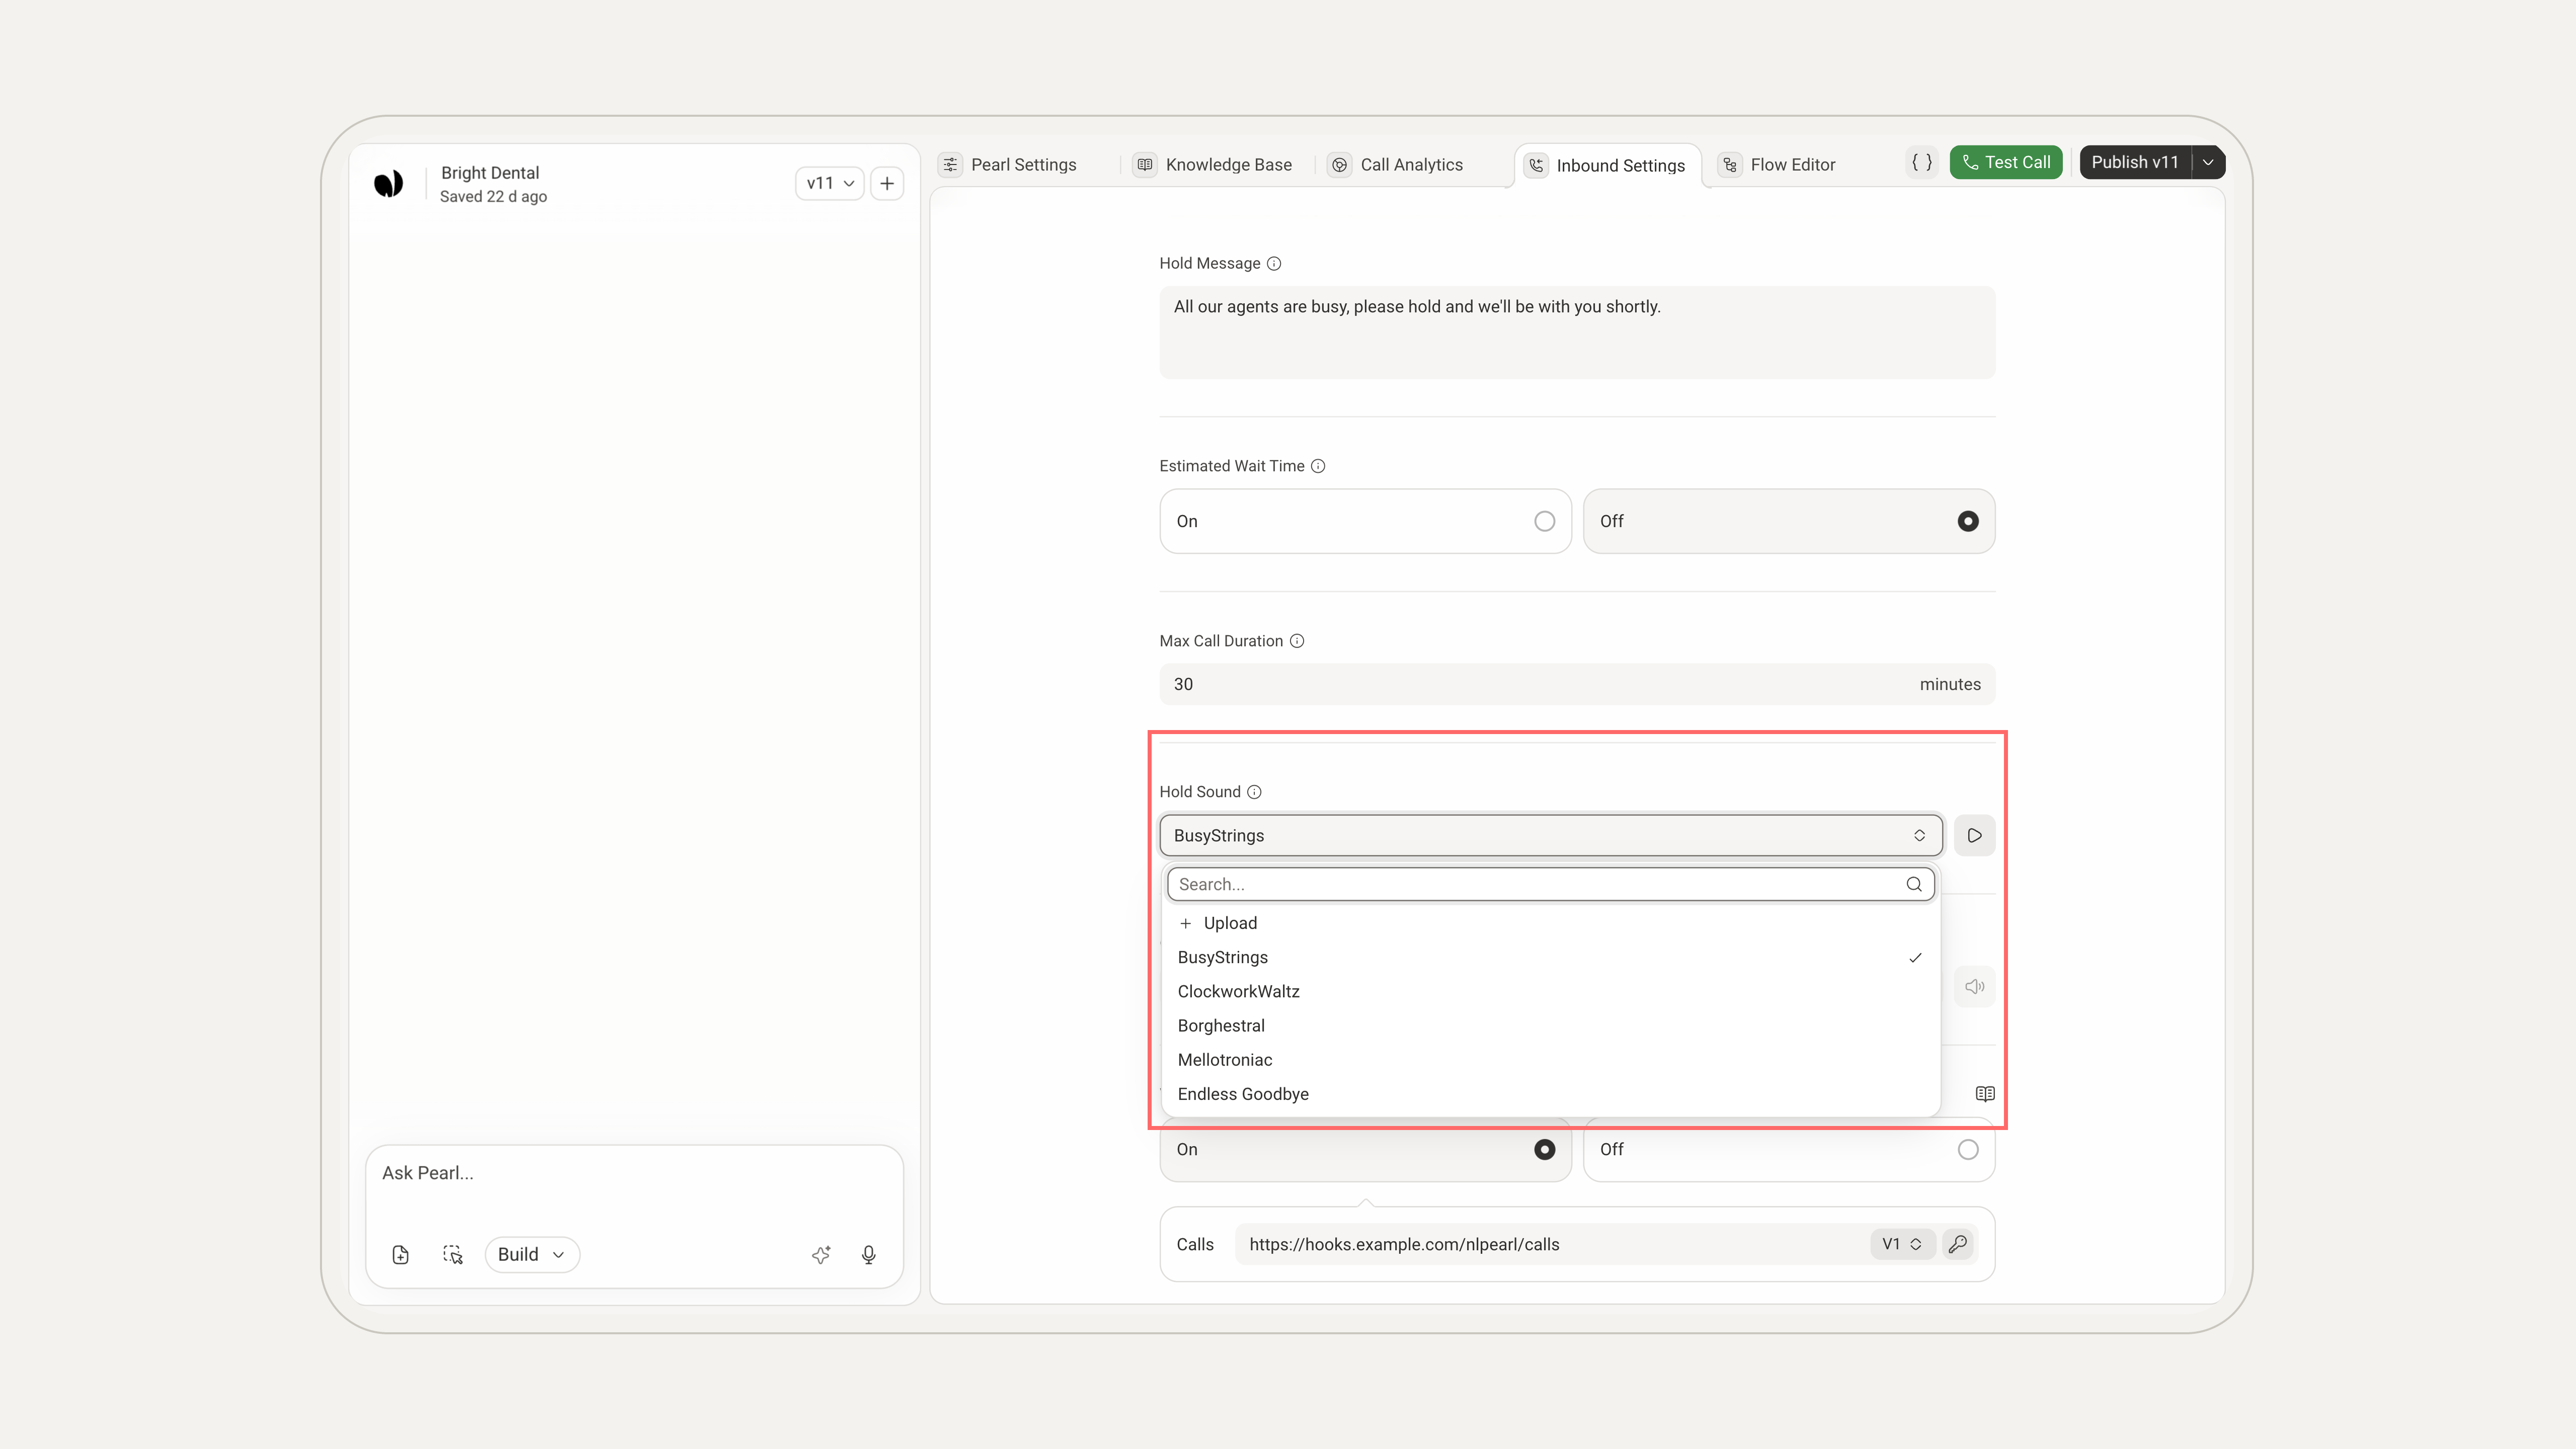 Bright Dental
Saved 22 d ago
v11
Pearl Settings
Knowledge Base
Call Analytics
Inbound Settings
Flow Editor
{ }
Test Call
Publish v11
Hold Message
All our agents are busy, please hold and we'll be with you shortly.
Estimated Wait Time
On
Off
Max Call Duration
30 minutes
Hold Sound
BusyStrings
Search...
Upload
BusyStrings
ClockworkWaltz
Borghestral
Mellotroniac
Endless Goodbye
On
Off
Calls
https://hooks.example.com/nlpearl/calls
V1
Ask Pearl...
Build